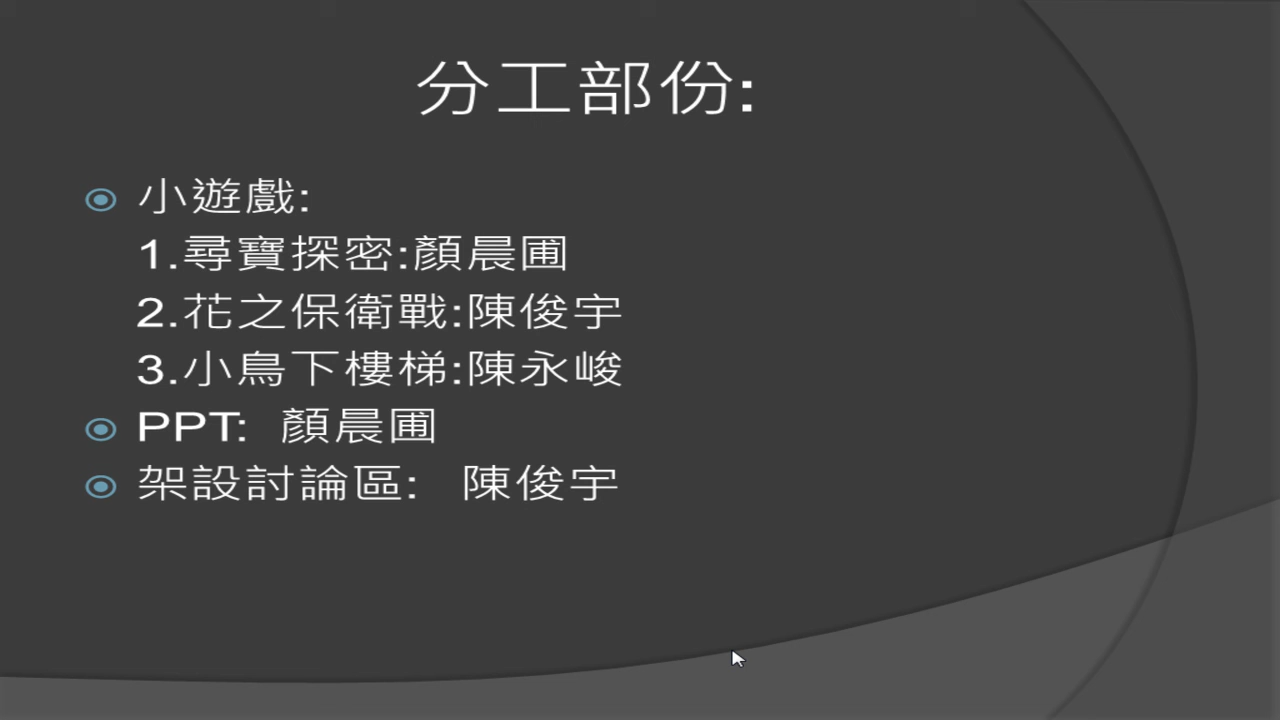 分工部份:
小遊戲:
1.尋寶探密:顏晨圃
2.花之保衛戰:陳俊宇
3.小鳥下樓梯:陳永峻
PPT: 顏晨圃
架設討論區: 陳俊宇